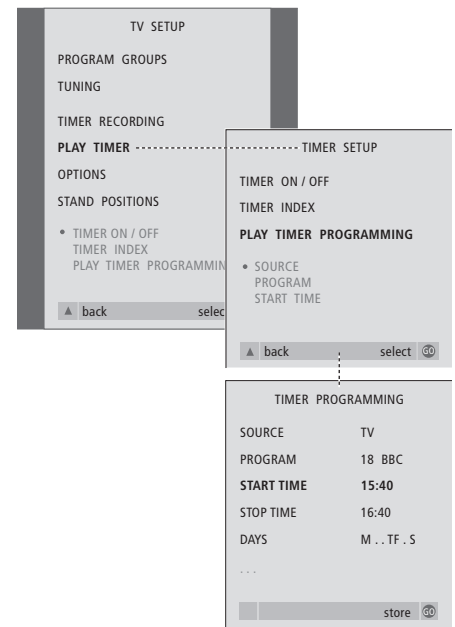 TV SETUP
PROGRAM GROUPS
TUNING
TIMER RECORDING
PLAY TIMER
OPTIONS
STAND POSITIONS
• TIMER ON / OFF
TIMER INDEX
PLAY TIMER PROGRAMMIN
▲ back selec
TIMER SETUP
TIMER ON / OFF
TIMER INDEX
PLAY TIMER PROGRAMMING
• SOURCE
PROGRAM
START TIME
▲ back select GO
TIMER PROGRAMMING
SOURCE TV
PROGRAM 18 BBC
START TIME 15:40
STOP TIME 16:40
DAYS M . . TF . S
. . .
store GO